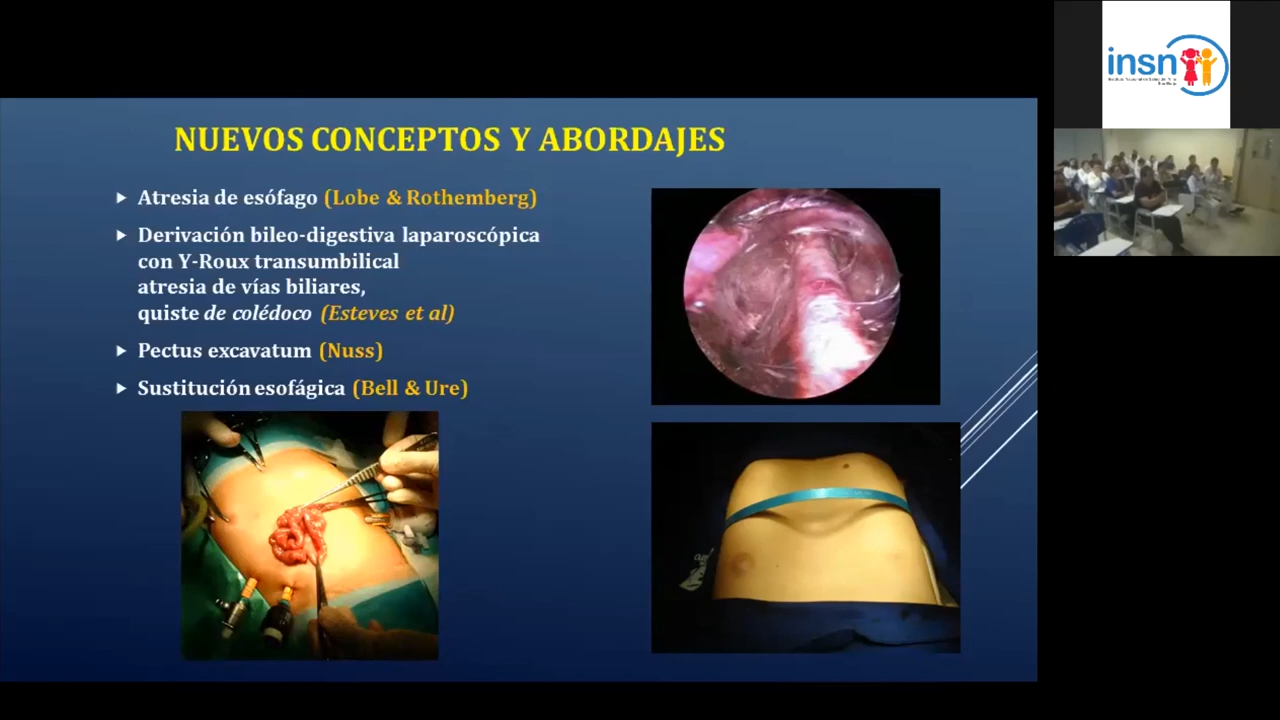 NUEVOS CONCEPTOS Y ABORDAJES
Atresia de esófago (Lobe & Rothemberg)
Derivación bileo-digestiva laparoscópica
con Y-Roux transumbilical
atresia de vías biliares,
quiste de colédoco (Esteves et al)
Pectus excavatum (Nuss)
Sustitución esofágica (Bell & Ure)
insn